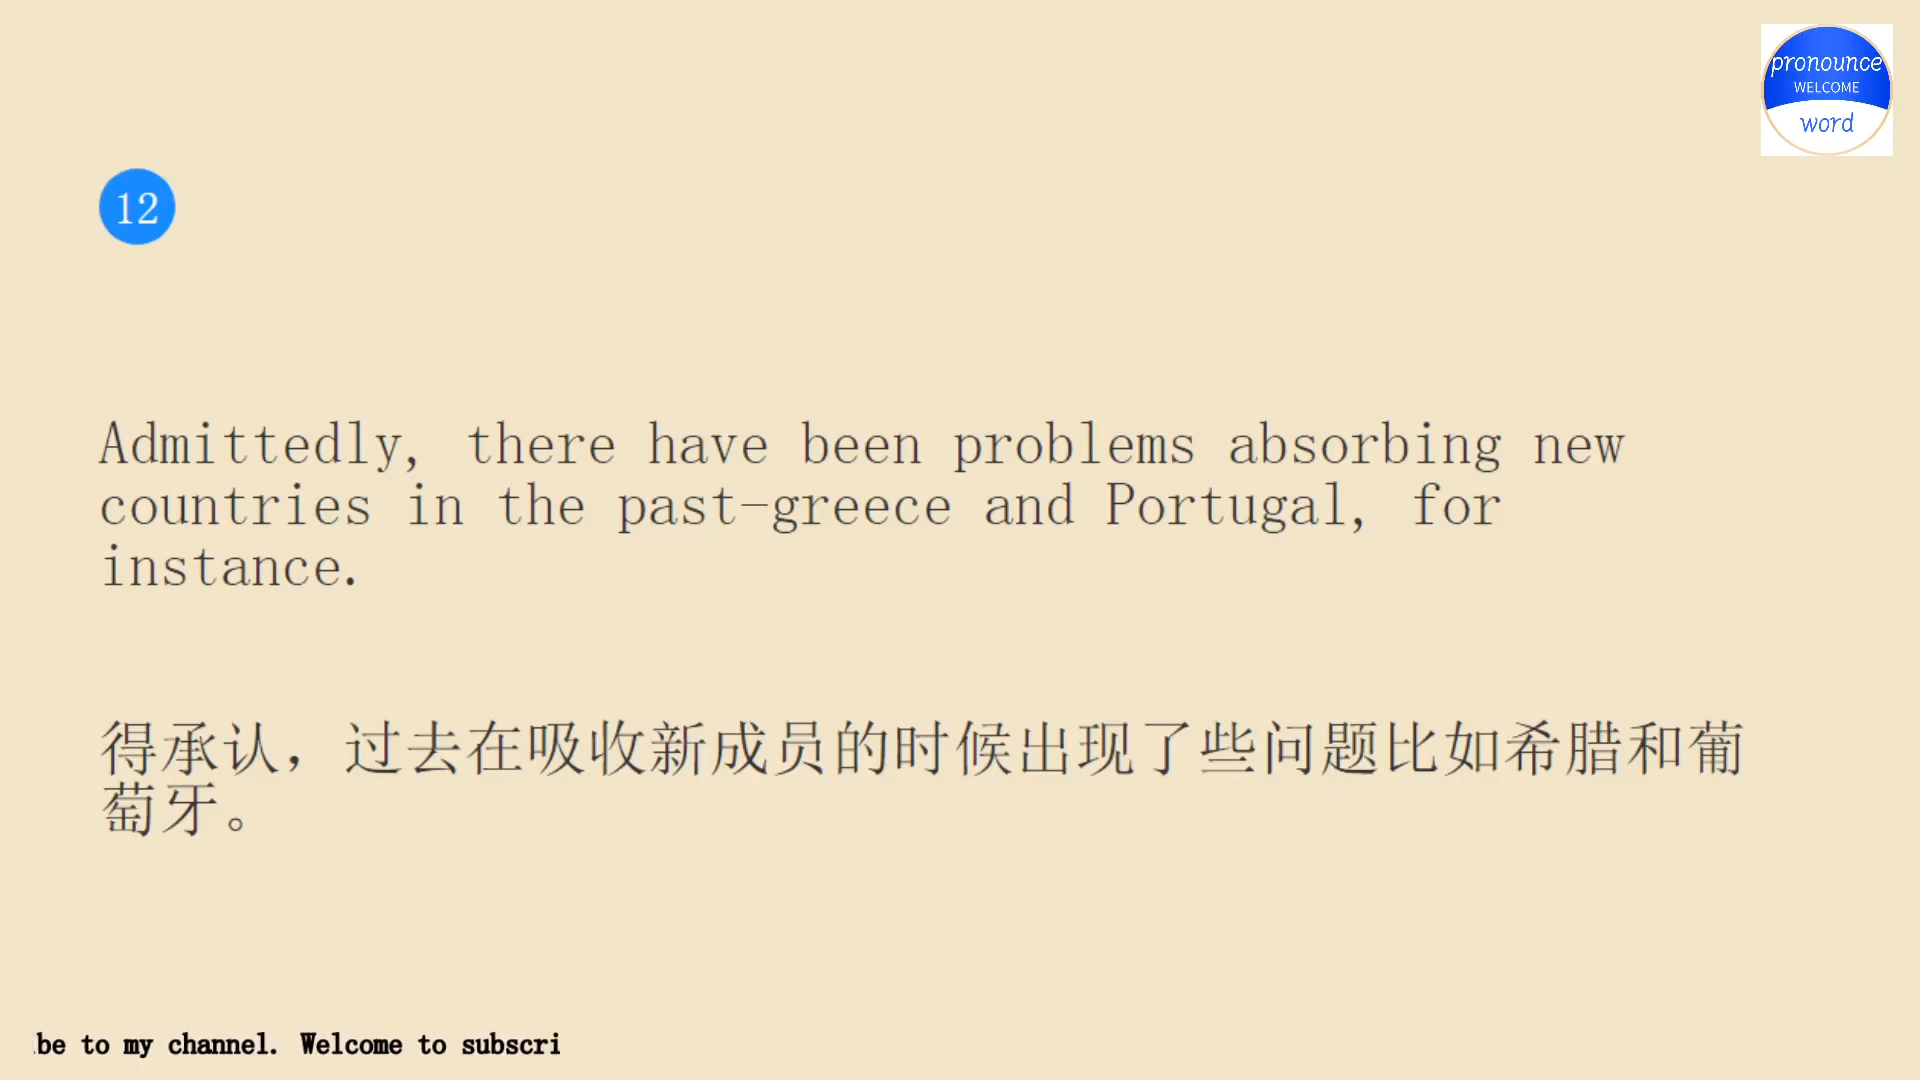 pronounce
WELCOME
word
12
Admittedly, there have been problems absorbing new
countries in the past-greece and Portugal, for
instance.
得承认，过去在吸收新成员的时候出现了些问题比如希腊和葡
萄牙。
be to my channel. Welcome to subscri